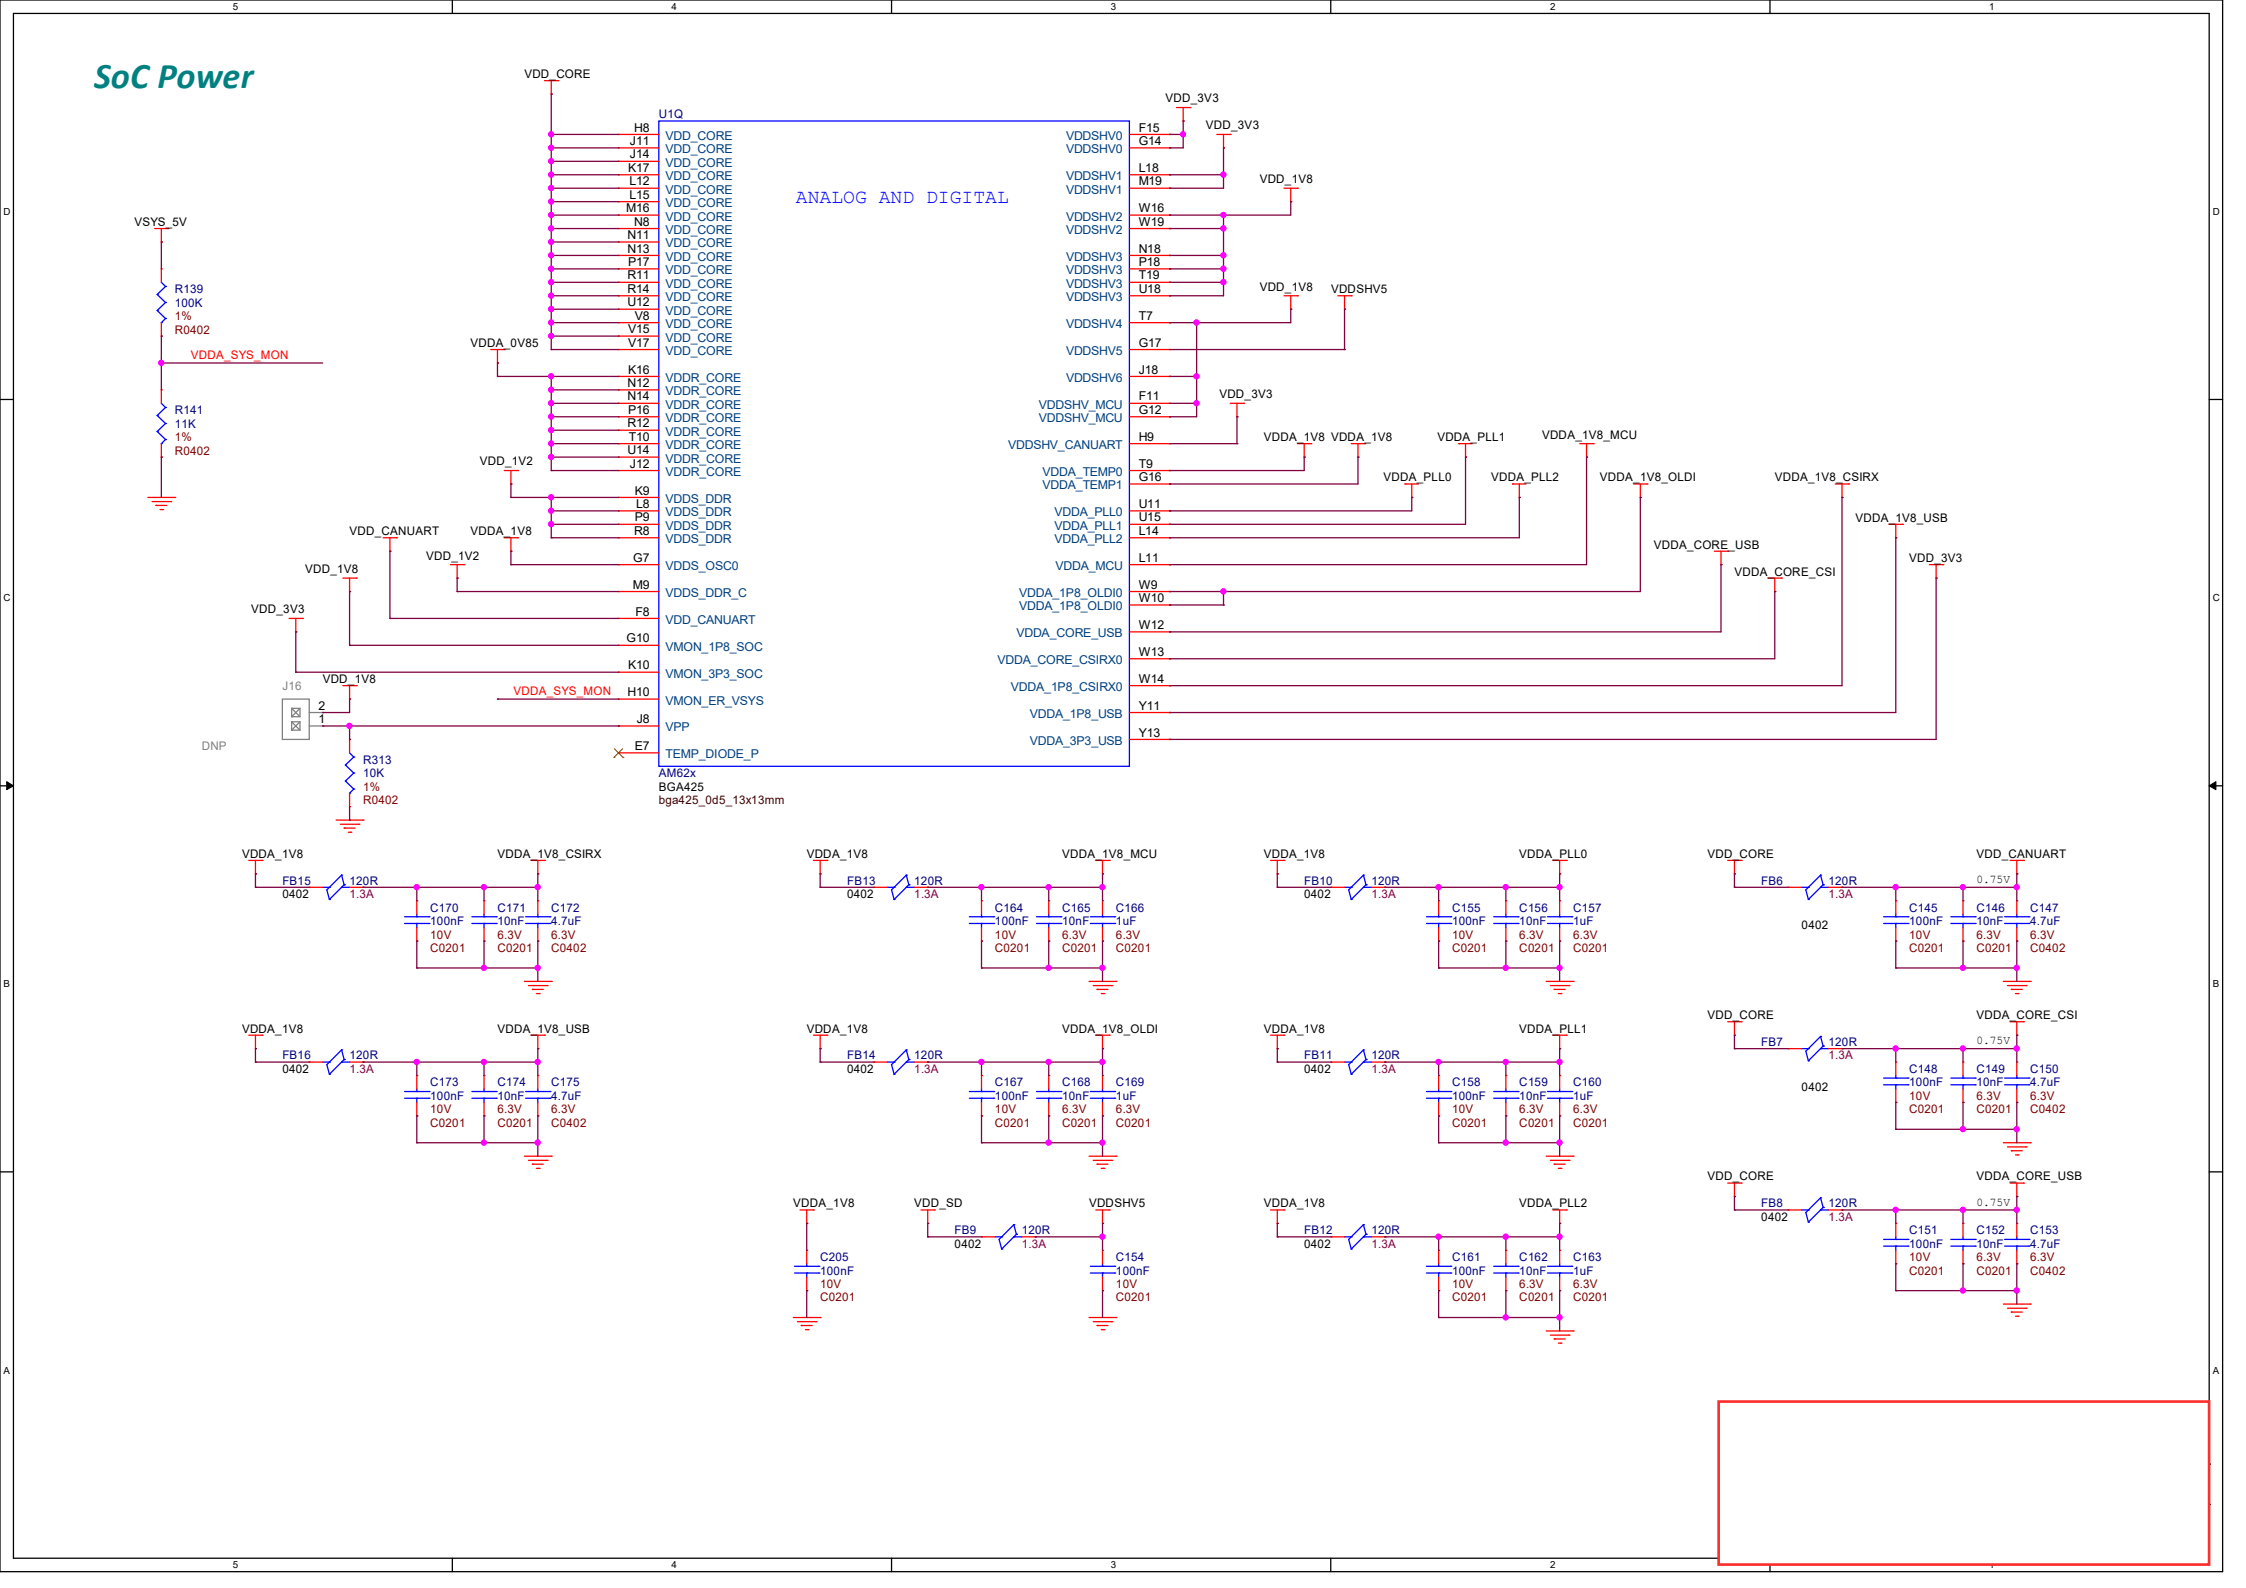 5 4 3 2 1
SoC Power
D
D
C
C
B
B
A
A
VDD_CORE
U1Q
ANALOG AND DIGITAL
H8 VDD_CORE
J11 VDD_CORE
J14 VDD_CORE
K17 VDD_CORE
L12 VDD_CORE
L15 VDD_CORE
M16 VDD_CORE
N8 VDD_CORE
N11 VDD_CORE
N13 VDD_CORE
P17 VDD_CORE
R11 VDD_CORE
R14 VDD_CORE
U12 VDD_CORE
V8 VDD_CORE
V15 VDD_CORE
V17 VDD_CORE
VDDA_0V85
K16 VDDR_CORE
N12 VDDR_CORE
N14 VDDR_CORE
P16 VDDR_CORE
R12 VDDR_CORE
T10 VDDR_CORE
U14 VDDR_CORE
J12 VDDR_CORE
VDD_1V2
K9 VDDS_DDR
L8 VDDS_DDR
P9 VDDS_DDR
R8 VDDS_DDR
VDDA_1V8
G7 VDDS_OSC0
VDD_1V2
M9 VDDS_DDR_C
VDD_CANUART
F8 VDD_CANUART
VDD_1V8
G10 VMON_1P8_SOC
VDD_3V3
K10 VMON_3P3_SOC
VDDA_SYS_MON H10 VMON_ER_VSYS
J8 VPP
E7 TEMP_DIODE_P
AM62x
BGA425
bga425_0d5_13x13mm
VSYS_5V
R139
100K
1%
R0402
VDDA_SYS_MON
R141
11K
1%
R0402
J16
VDD_1V8
2
1
DNP
R313
10K
1%
R0402
VDD_3V3
VDDSHV0 F15
VDDSHV0 G14
VDD_3V3
VDDSHV1 L18
VDDSHV1 M19
VDD_1V8
VDDSHV2 W16
VDDSHV2 W19
VDDSHV3 N18
VDDSHV3 P18
VDDSHV3 T19
VDDSHV3 U18
VDD_1V8
VDDSHV5
VDDSHV4 T7
VDDSHV5 G17
VDDSHV6 J18
VDDSHV_MCU F11
VDDSHV_MCU G12
VDD_3V3
VDDSHV_CANUART H9
VDDA_1V8 VDDA_1V8 VDDA_PLL1 VDDA_1V8_MCU
VDDA_TEMP0 T9
VDDA_TEMP1 G16
VDDA_PLL0 VDDA_PLL2 VDDA_1V8_OLDI VDDA_1V8_CSIRX
VDDA_PLL0 U11
VDDA_PLL1 U15
VDDA_PLL2 L14
VDDA_1V8_USB
VDDA_MCU L11
VDDA_CORE_USB
VDD_3V3
VDDA_CORE_CSI
VDDA_1P8_OLDI0 W9
VDDA_1P8_OLDI0 W10
VDDA_CORE_USB W12
VDDA_CORE_CSIRX0 W13
VDDA_1P8_CSIRX0 W14
VDDA_1P8_USB Y11
VDDA_3P3_USB Y13
VDDA_1V8 VDDA_1V8_CSIRX
FB15 120R
0402 1.3A
C170 C171 C172
100nF 10nF 4.7uF
10V 6.3V 6.3V
C0201 C0201 C0402
VDDA_1V8 VDDA_1V8_MCU
FB13 120R
0402 1.3A
C164 C165 C166
100nF 10nF 1uF
10V 6.3V 6.3V
C0201 C0201 C0201
VDDA_1V8 VDDA_PLL0
FB10 120R
0402 1.3A
C155 C156 C157
100nF 10nF 1uF
10V 6.3V 6.3V
C0201 C0201 C0201
VDD_CORE VDD_CANUART
FB6 120R 0.75V
1.3A
0402
C145 C146 C147
100nF 10nF 4.7uF
10V 6.3V 6.3V
C0201 C0201 C0402
VDDA_1V8 VDDA_1V8_USB
FB16 120R
0402 1.3A
C173 C174 C175
100nF 10nF 4.7uF
10V 6.3V 6.3V
C0201 C0201 C0402
VDDA_1V8 VDDA_1V8_OLDI
FB14 120R
0402 1.3A
C167 C168 C169
100nF 10nF 1uF
10V 6.3V 6.3V
C0201 C0201 C0201
VDDA_1V8 VDDA_PLL1
FB11 120R
0402 1.3A
C158 C159 C160
100nF 10nF 1uF
10V 6.3V 6.3V
C0201 C0201 C0201
VDD_CORE VDDA_CORE_CSI
FB7 120R 0.75V
1.3A
0402
C148 C149 C150
100nF 10nF 4.7uF
10V 6.3V 6.3V
C0201 C0201 C0402
VDDA_1V8
C205
100nF
10V
C0201
VDD_SD VDDSHV5
FB9 120R
0402 1.3A
C154
100nF
10V
C0201
VDDA_1V8 VDDA_PLL2
FB12 120R
0402 1.3A
C161 C162 C163
100nF 10nF 1uF
10V 6.3V 6.3V
C0201 C0201 C0201
VDD_CORE VDDA_CORE_USB
FB8 120R 0.75V
0402 1.3A
C151 C152 C153
100nF 10nF 4.7uF
10V 6.3V 6.3V
C0201 C0201 C0402
5 4 3 2